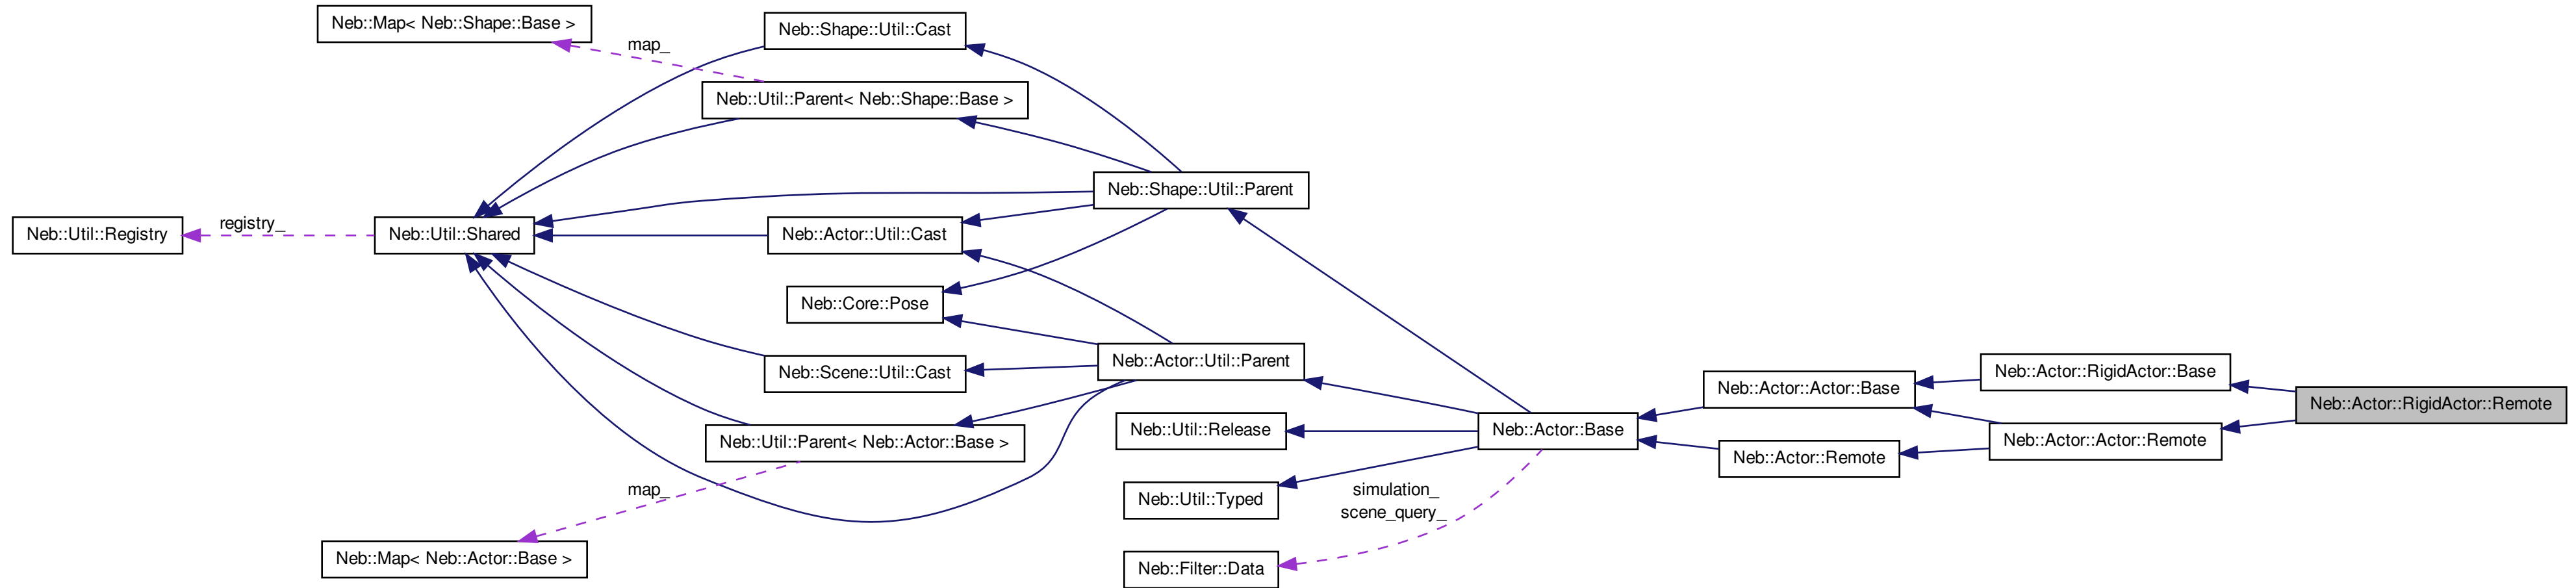 Neb::Map< Neb::Shape::Base >
map_
Neb::Shape::Util::Cast
Neb::Util::Parent< Neb::Shape::Base >
Neb::Shape::Util::Parent
Neb::Util::Registry
registry_
Neb::Util::Shared
Neb::Actor::Util::Cast
Neb::Core::Pose
Neb::Scene::Util::Cast
Neb::Actor::Util::Parent
Neb::Util::Parent< Neb::Actor::Base >
map_
Neb::Map< Neb::Actor::Base >
Neb::Util::Release
Neb::Util::Typed
Neb::Filter::Data
simulation_
scene_query_
Neb::Actor::Base
Neb::Actor::Actor::Base
Neb::Actor::Remote
Neb::Actor::RigidActor::Base
Neb::Actor::Actor::Remote
Neb::Actor::RigidActor::Remote